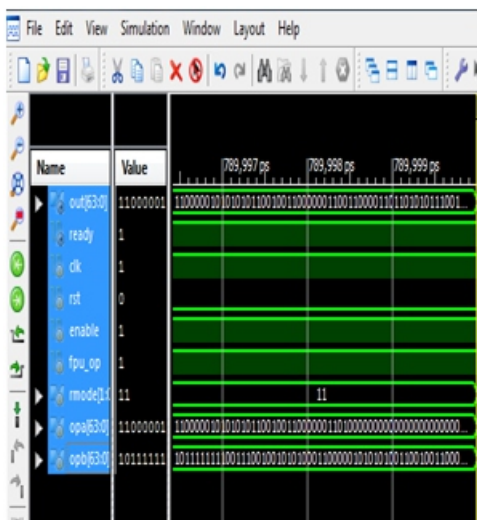 File Edit View Simulation Window Layout Help
Name Value 789,997 ps 789,998 ps 789,999 ps
out[63:0] 11000001
ready 1
clk 1
rst 0
enable 1
fpu_op 1
rmode[1:( 11 11
opa[63:0] 11000001
opb[63:0] 10111111